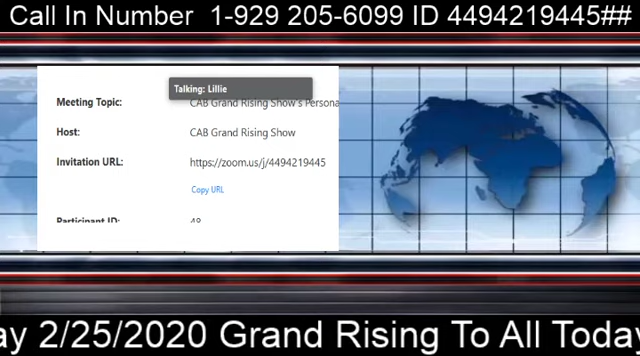 Call In Number 1-929 205-6099 ID 4494219445##
Talking: Lillie
Meeting Topic: CAB Grand Rising Show's Persona
Host: CAB Grand Rising Show
Invitation URL: https://zoom.us/j/4494219445
Copy URL
Participant ID: 48
ay 2/25/2020 Grand Rising To All Today